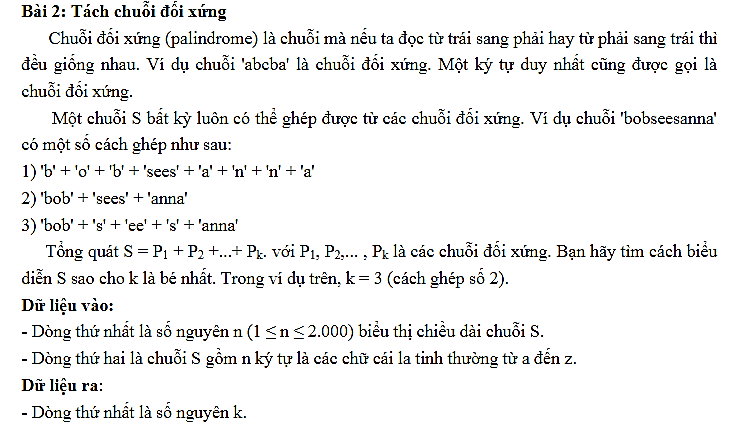 Bài 2: Tách chuỗi đối xứng
Chuỗi đối xứng (palindrome) là chuỗi mà nếu ta đọc từ trái sang phải hay từ phải sang trái thì
đều giống nhau. Ví dụ chuỗi 'abcba' là chuỗi đối xứng. Một ký tự duy nhất cũng được gọi là
chuỗi đối xứng.
Một chuỗi S bất kỳ luôn có thể ghép được từ các chuỗi đối xứng. Ví dụ chuỗi 'bobseesanna'
có một số cách ghép như sau:
1) 'b' + 'o' + 'b' + 'sees' + 'a' + 'n' + 'n' + 'a'
2) 'bob' + 'sees' + 'anna'
3) 'bob' + 's' + 'ee' + 's' + 'anna'
Tổng quát S = P₁ + P₂ +...+ Pₖ. với P₁, P₂,... , Pₖ là các chuỗi đối xứng. Bạn hãy tìm cách biểu
diễn S sao cho k là bé nhất. Trong ví dụ trên, k = 3 (cách ghép số 2).
Dữ liệu vào:
- Dòng thứ nhất là số nguyên n (1 ≤ n ≤ 2.000) biểu thị chiều dài chuỗi S.
- Dòng thứ hai là chuỗi S gồm n ký tự là các chữ cái la tinh thường từ a đến z.
Dữ liệu ra:
- Dòng thứ nhất là số nguyên k.